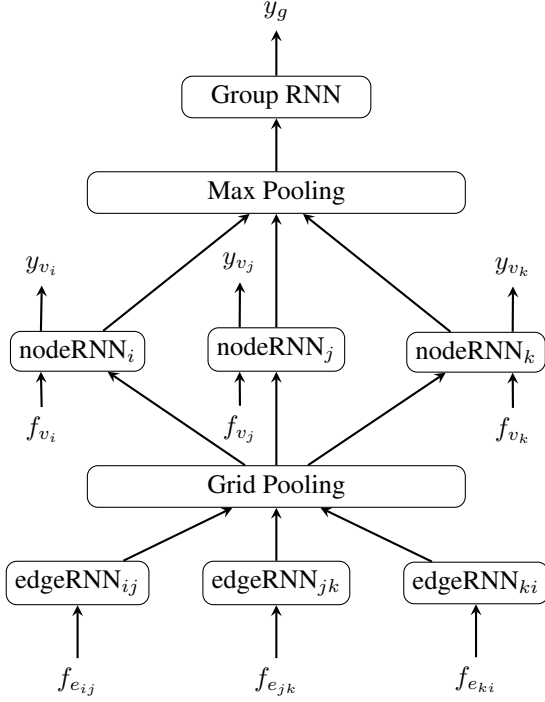 y_g
Group RNN
Max Pooling
y_{v_i} y_{v_j} y_{v_k}
nodeRNN_i nodeRNN_j nodeRNN_k
f_{v_i} f_{v_j} f_{v_k}
Grid Pooling
edgeRNN_{ij} edgeRNN_{jk} edgeRNN_{ki}
f_{e_{ij}} f_{e_{jk}} f_{e_{ki}}